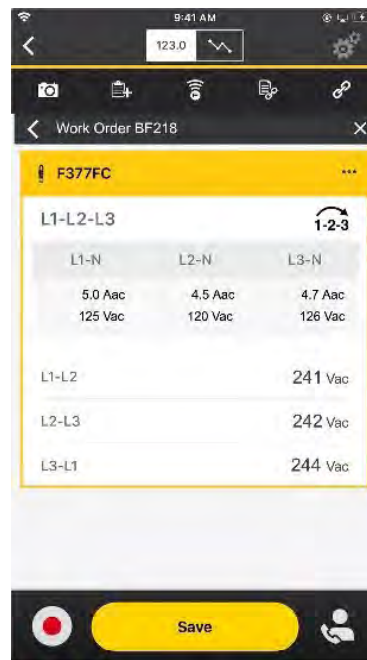 9:41 AM
123.0
Work Order BF218
F377FC
L1-L2-L3
1-2-3
L1-N L2-N L3-N
5.0 Aac 4.5 Aac 4.7 Aac
125 Vac 120 Vac 126 Vac
L1-L2 241 Vac
L2-L3 242 Vac
L3-L1 244 Vac
Save